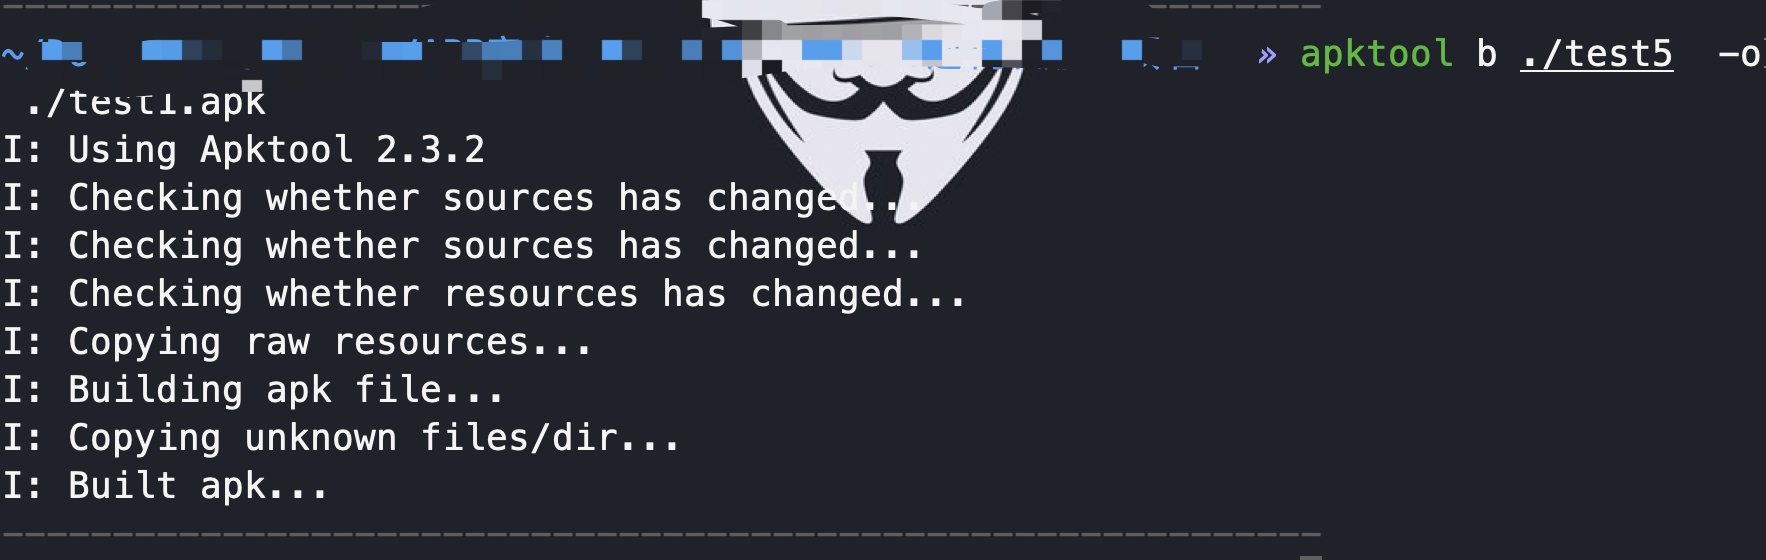 ~ » apktool b ./test5 -o
./test1.apk
I: Using Apktool 2.3.2
I: Checking whether sources has changed...
I: Checking whether sources has changed...
I: Checking whether resources has changed...
I: Copying raw resources...
I: Building apk file...
I: Copying unknown files/dir...
I: Built apk...